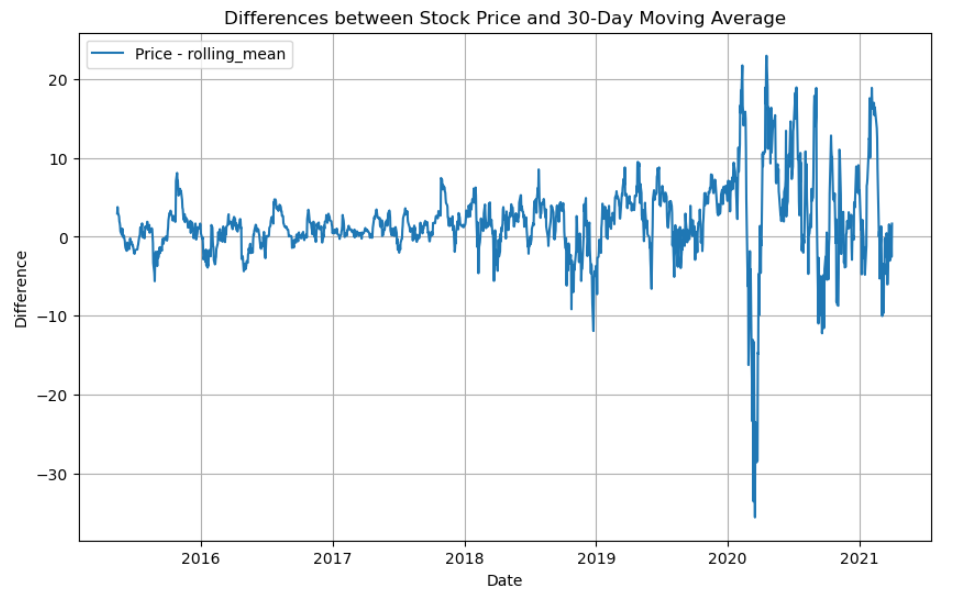 Differences between Stock Price and 30-Day Moving Average
Price - rolling_mean
20
10
0
−10
−20
−30
Difference
2016 2017 2018 2019 2020 2021
Date